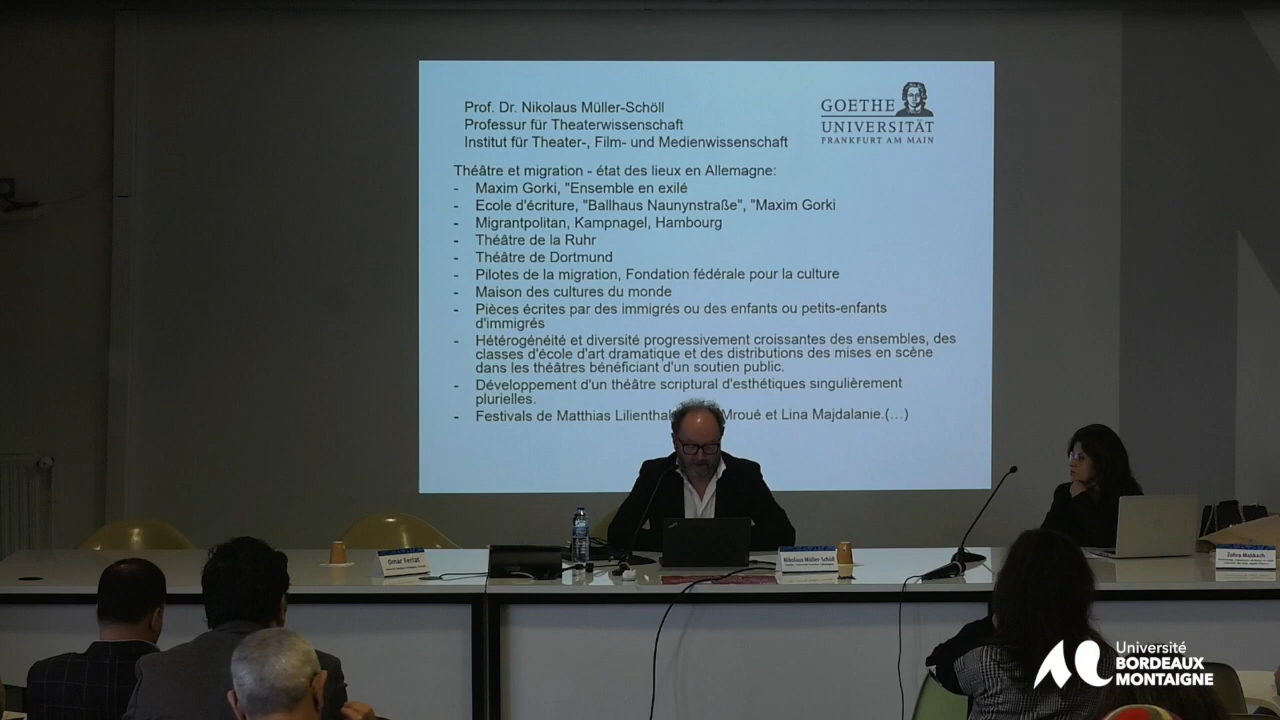 Prof. Dr. Nikolaus Müller-Schöll
Professur für Theaterwissenschaft
Institut für Theater-, Film- und Medienwissenschaft
GOETHE
UNIVERSITÄT
FRANKFURT AM MAIN
Théâtre et migration - état des lieux en Allemagne:
- Maxim Gorki, "Ensemble en exilé
- Ecole d'écriture, "Ballhaus Naunynstraße", "Maxim Gorki
- Migrantpolitan, Kampnagel, Hambourg
- Théâtre de la Ruhr
- Théâtre de Dortmund
- Pilotes de la migration, Fondation fédérale pour la culture
- Maison des cultures du monde
- Pièces écrites par des immigrés ou des enfants ou petits-enfants
d'immigrés
- Hétérogénéité et diversité progressivement croissantes des ensembles, des
classes d'école d'art dramatique et des distributions des mises en scène
dans les théâtres bénéficiant d'un soutien public.
- Développement d'un théâtre scriptural d'esthétiques singulièrement
plurielles.
- Festivals de Matthias Lilienthal Mroué et Lina Majdalanie.(…)
Omar Fertat
Nikolaus Müller-Schöll
Zohra Makach
Université
BORDEAUX
MONTAIGNE